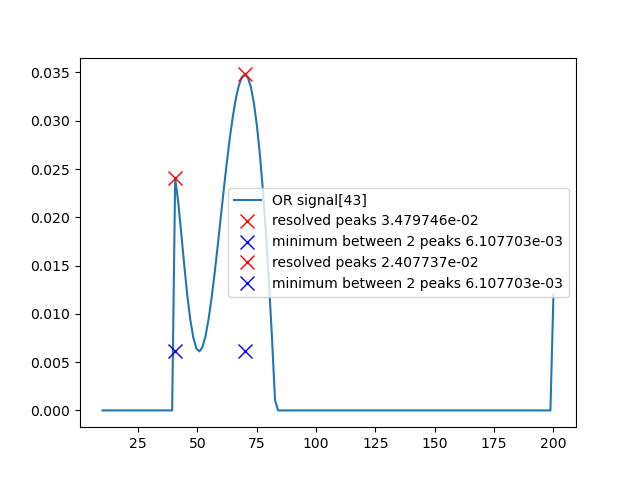 0.035
0.030
0.025
0.020
0.015
0.010
0.005
0.000
OR signal[43]
resolved peaks 3.479746e-02
minimum between 2 peaks 6.107703e-03
resolved peaks 2.407737e-02
minimum between 2 peaks 6.107703e-03
25 50 75 100 125 150 175 200